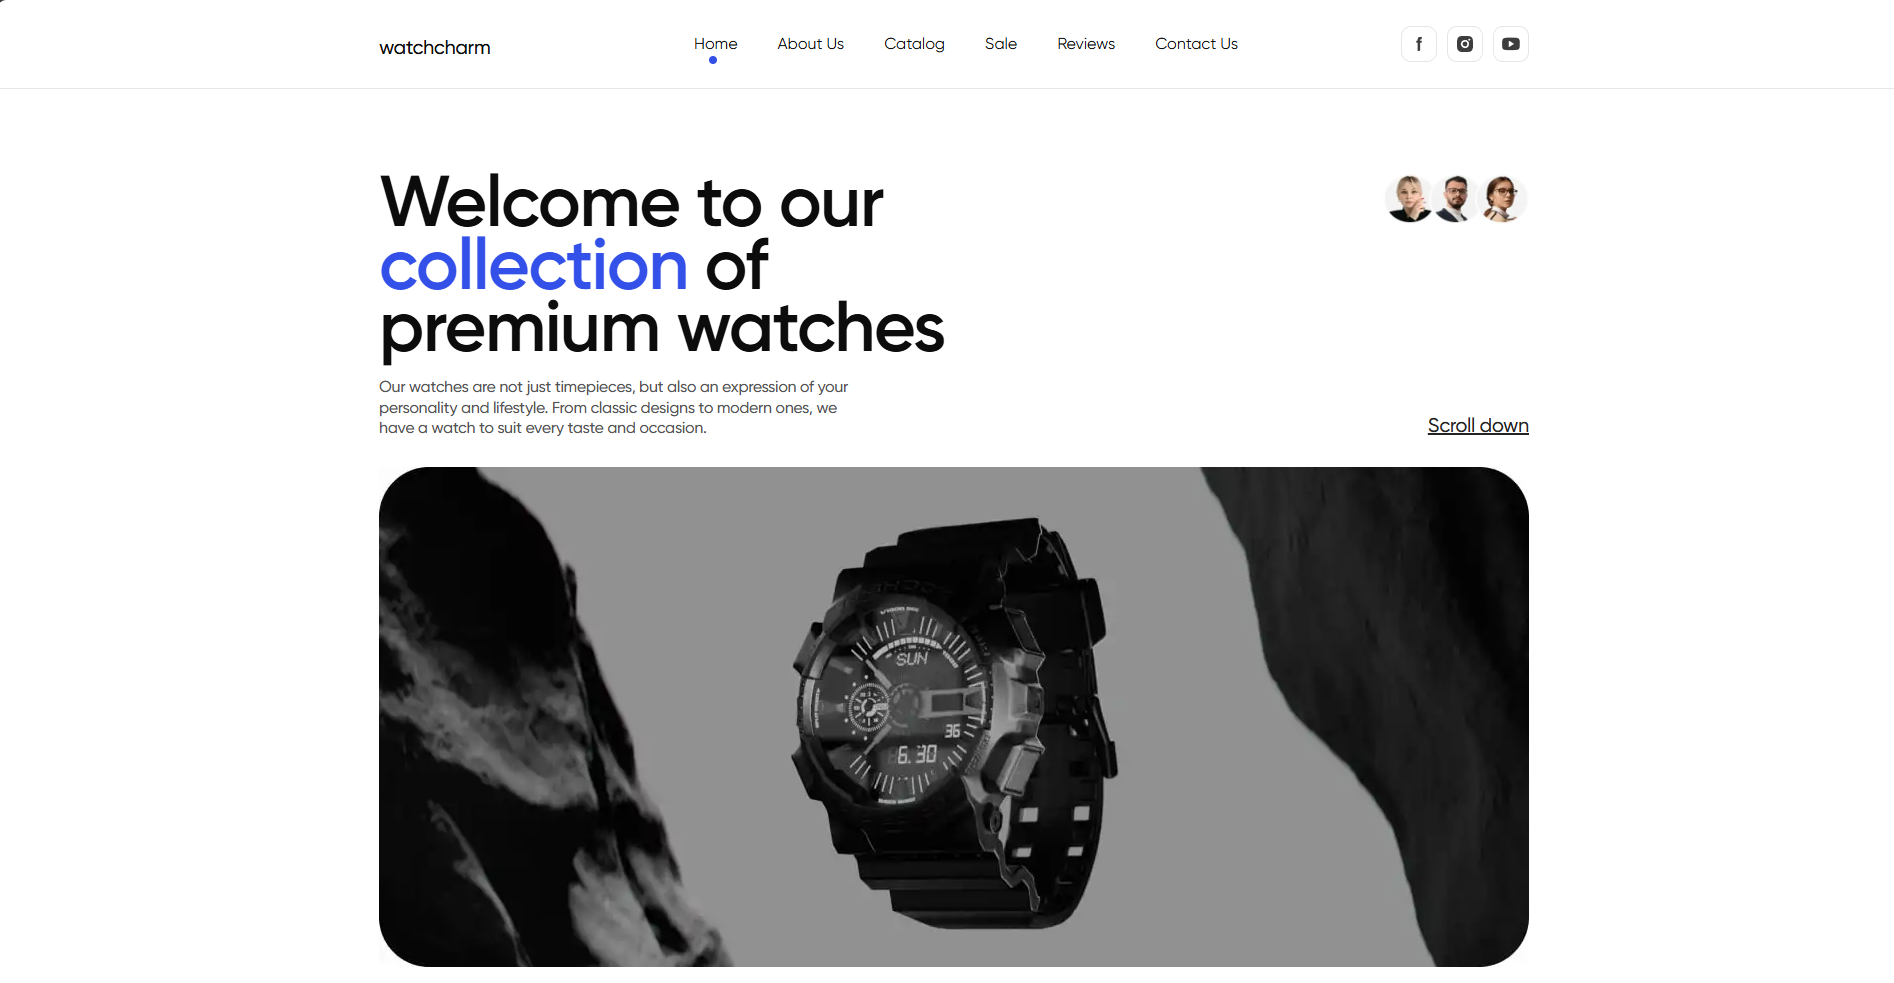 watchcharm
Home About Us Catalog Sale Reviews Contact Us
Welcome to our
collection of
premium watches
Our watches are not just timepieces, but also an expression of your
personality and lifestyle. From classic designs to modern ones, we
have a watch to suit every taste and occasion.
Scroll down
SUN
36
6.30